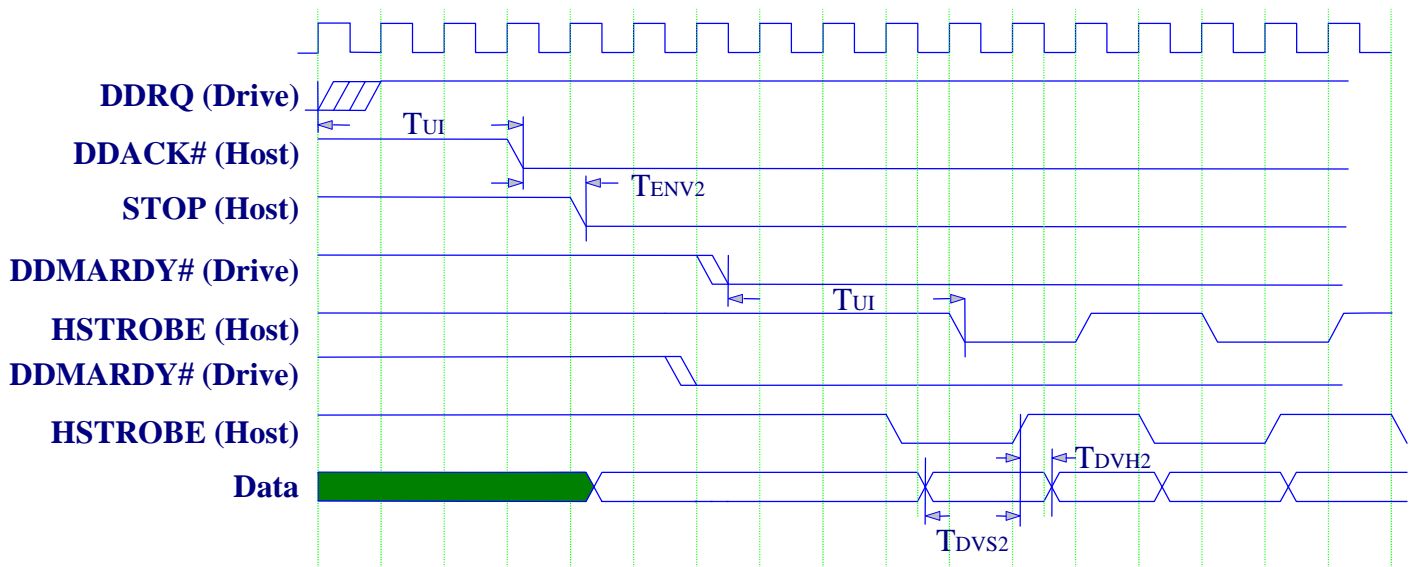 DDRQ (Drive)
TUI
DDACK# (Host)
TENV2
STOP (Host)
DDMARDY# (Drive)
TUI
HSTROBE (Host)
DDMARDY# (Drive)
HSTROBE (Host)
TDVH2
Data
TDVS2